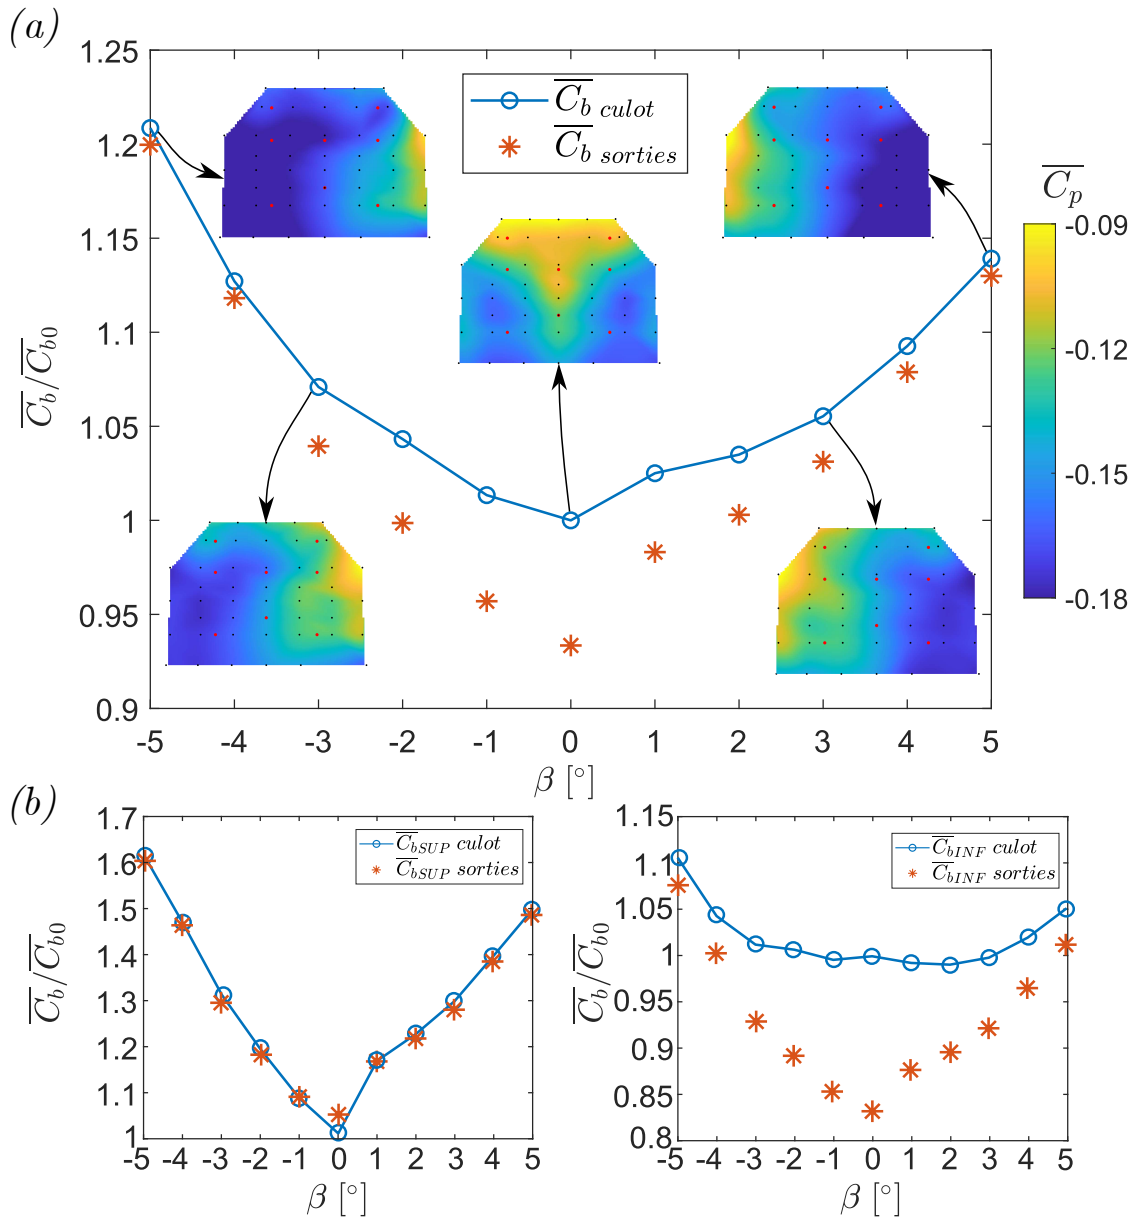 (a)
1.25
1.2
1.15
1.1
1.05
1
0.95
0.9
C̅b̅/C̅b0̅
C̅b̅ culot
C̅b̅ sorties
C̅p̅
-0.09
-0.12
-0.15
-0.18
-5 -4 -3 -2 -1 0 1 2 3 4 5
β [°]
(b)
1.7
1.6
1.5
1.4
1.3
1.2
1.1
1
C̅b̅/C̅b0̅
C̅bSUP culot
C̅bSUP sorties
-5 -4 -3 -2 -1 0 1 2 3 4 5
β [°]
1.15
1.1
1.05
1
0.95
0.9
0.85
0.8
C̅b̅/C̅b0̅
C̅bINF culot
C̅bINF sorties
-5 -4 -3 -2 -1 0 1 2 3 4 5
β [°]